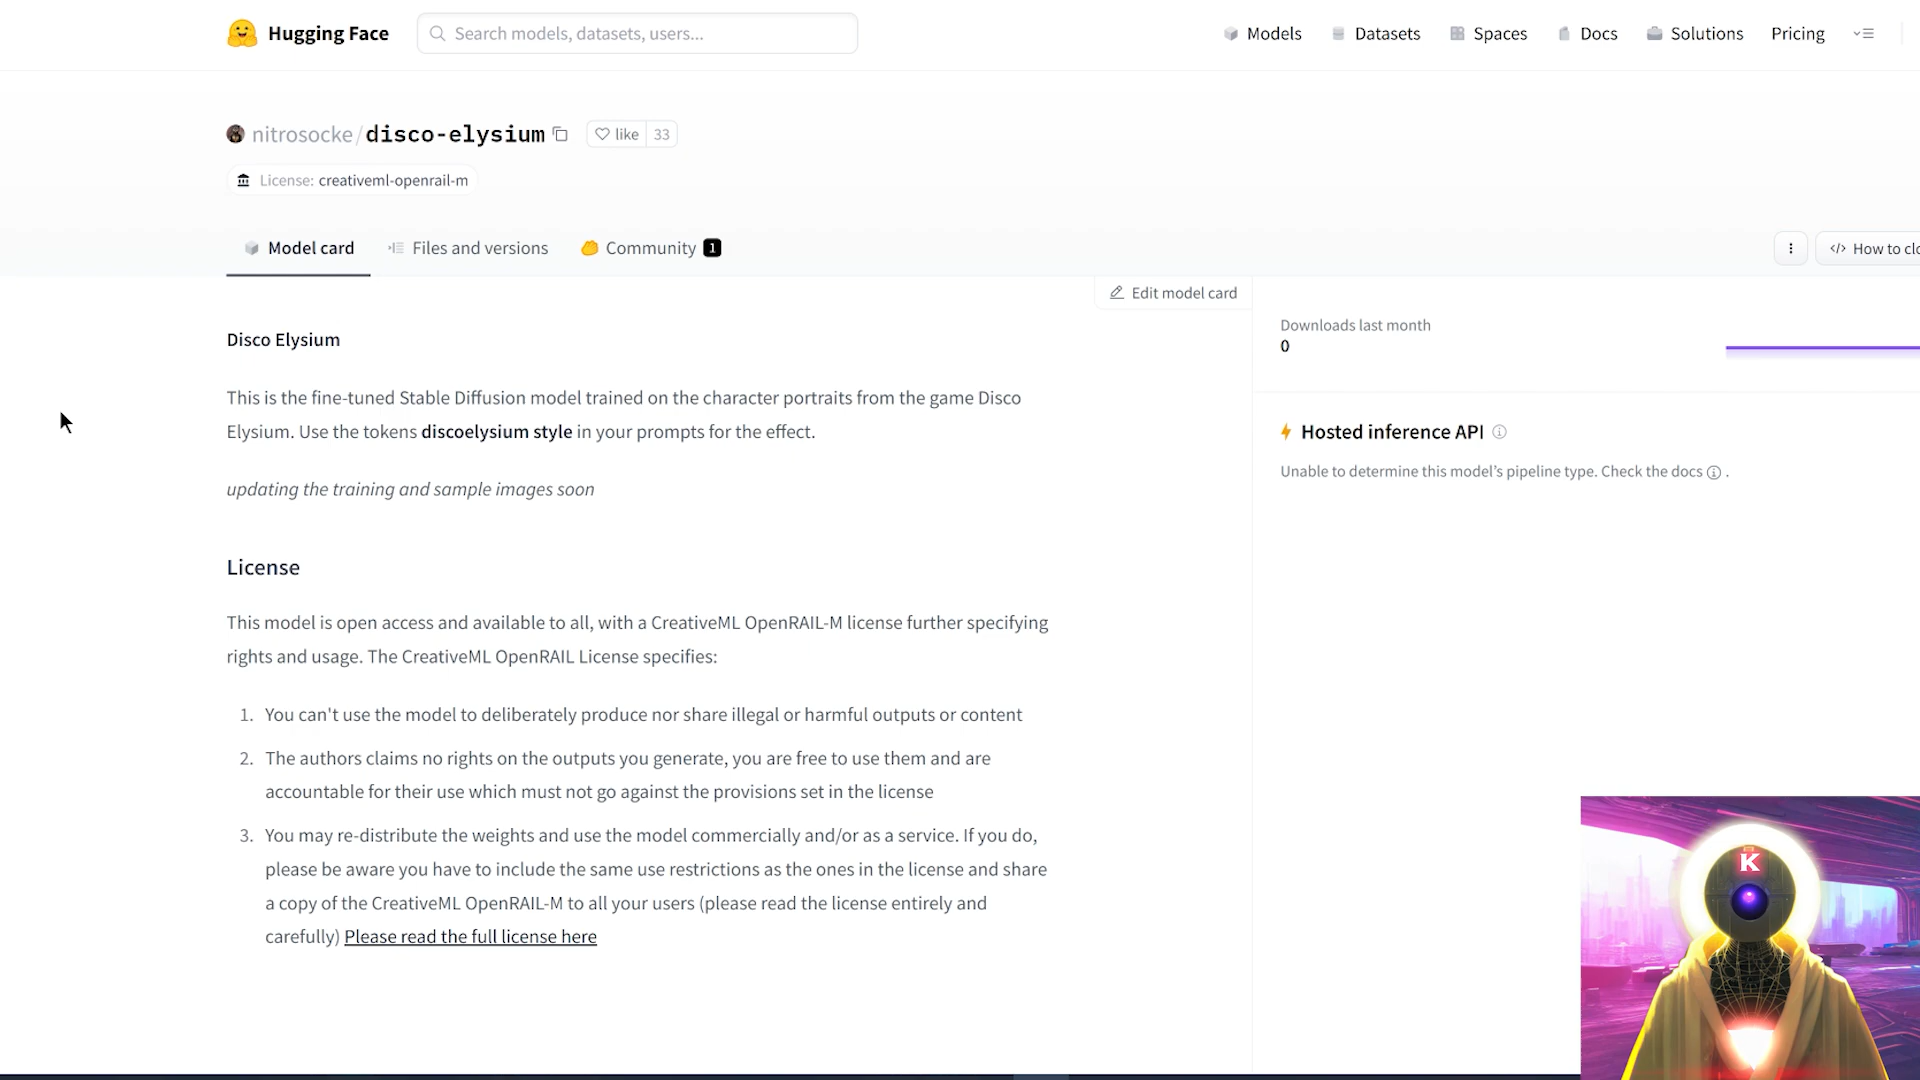 Hugging Face
Search models, datasets, users...
Models
Datasets
Spaces
Docs
Solutions
Pricing
nitrosocke/disco-elysium
like 33
License: creativeml-openrail-m
Model card
Files and versions
Community 1
</> How to clo
Edit model card
Disco Elysium
This is the fine-tuned Stable Diffusion model trained on the character portraits from the game Disco
Elysium. Use the tokens discoelysium style in your prompts for the effect.
updating the training and sample images soon
License
This model is open access and available to all, with a CreativeML OpenRAIL-M license further specifying
rights and usage. The CreativeML OpenRAIL License specifies:
1. You can't use the model to deliberately produce nor share illegal or harmful outputs or content
2. The authors claims no rights on the outputs you generate, you are free to use them and are
accountable for their use which must not go against the provisions set in the license
3. You may re-distribute the weights and use the model commercially and/or as a service. If you do,
please be aware you have to include the same use restrictions as the ones in the license and share
a copy of the CreativeML OpenRAIL-M to all your users (please read the license entirely and
carefully) Please read the full license here
Downloads last month
0
Hosted inference API
Unable to determine this model's pipeline type. Check the docs .
K